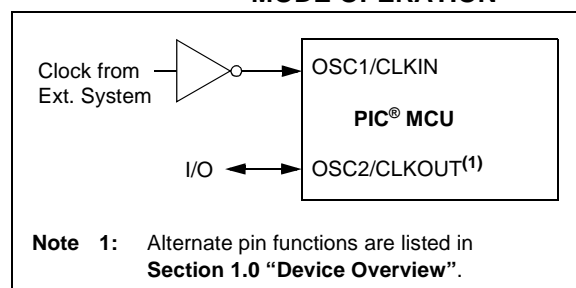 MODE OPERATION
Clock from
Ext. System
OSC1/CLKIN
PIC® MCU
I/O
OSC2/CLKOUT(1)
Note 1: Alternate pin functions are listed in
Section 1.0 “Device Overview”.